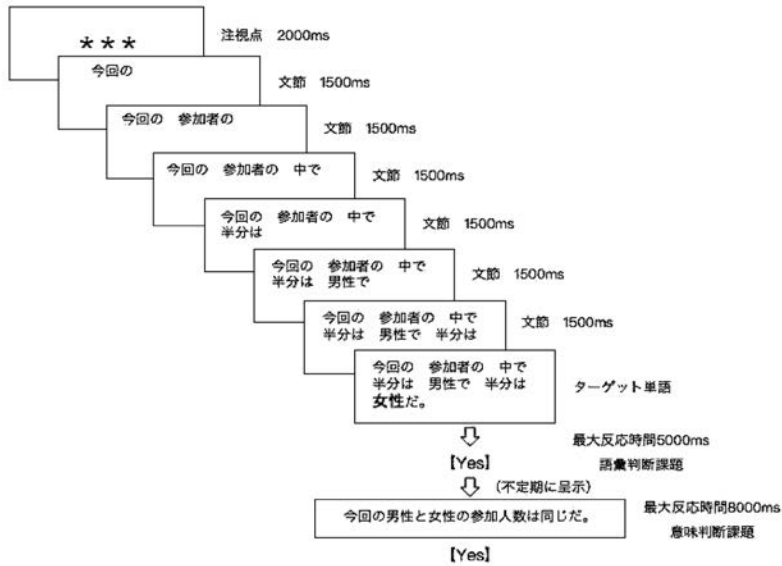 ***
注視点 2000ms
今回の
文節 1500ms
今回の 参加者の
文節 1500ms
今回の 参加者の 中で
文節 1500ms
今回の 参加者の 中で
半分は
文節 1500ms
今回の 参加者の 中で
半分は 男性で
文節 1500ms
今回の 参加者の 中で
半分は 男性で 半分は
文節 1500ms
今回の 参加者の 中で
半分は 男性で 半分は
女性だ。
ターゲット単語
最大反応時間5000ms
【Yes】
語彙判断課題
(不定期に呈示)
今回の男性と女性の参加人数は同じだ。
最大反応時間8000ms
意味判断課題
【Yes】